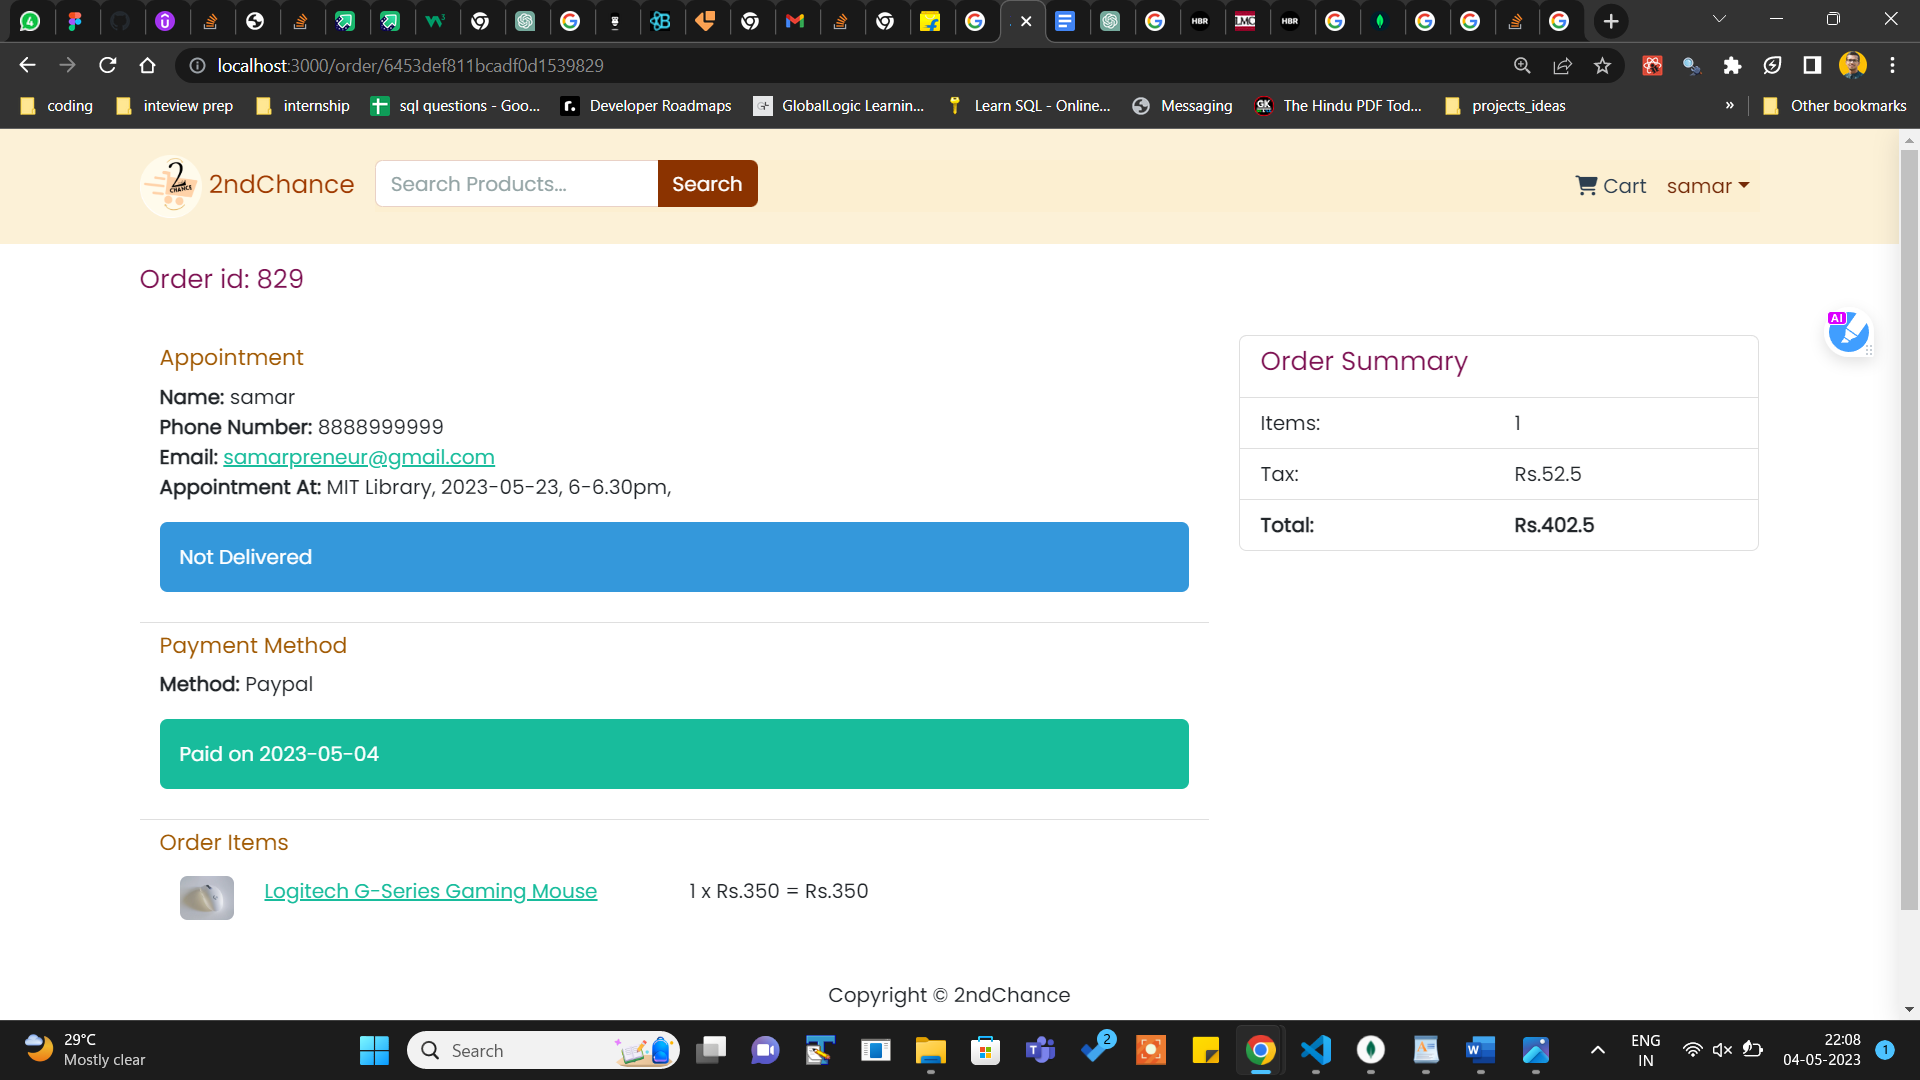 localhost:3000/order/6453def811bcadf0d1539829
coding
inteview prep
internship
sql questions - Goo...
Developer Roadmaps
GlobalLogic Learnin...
Learn SQL - Online...
Messaging
The Hindu PDF Tod...
projects_ideas
»
Other bookmarks
2 CHANCE
2ndChance
Search Products...
Search
Cart
samar
Order id: 829
AI
Appointment
Name: samar
Phone Number: 8888999999
Email: samarpreneur@gmail.com
Appointment At: MIT Library, 2023-05-23, 6-6.30pm,
Not Delivered
Payment Method
Method: Paypal
Paid on 2023-05-04
Order Items
Logitech G-Series Gaming Mouse
1 x Rs.350 = Rs.350
Order Summary
Items: 1
Tax: Rs.52.5
Total: Rs.402.5
Copyright © 2ndChance
29°C
Mostly clear
Search
2
ENG
IN
22:08
04-05-2023
1